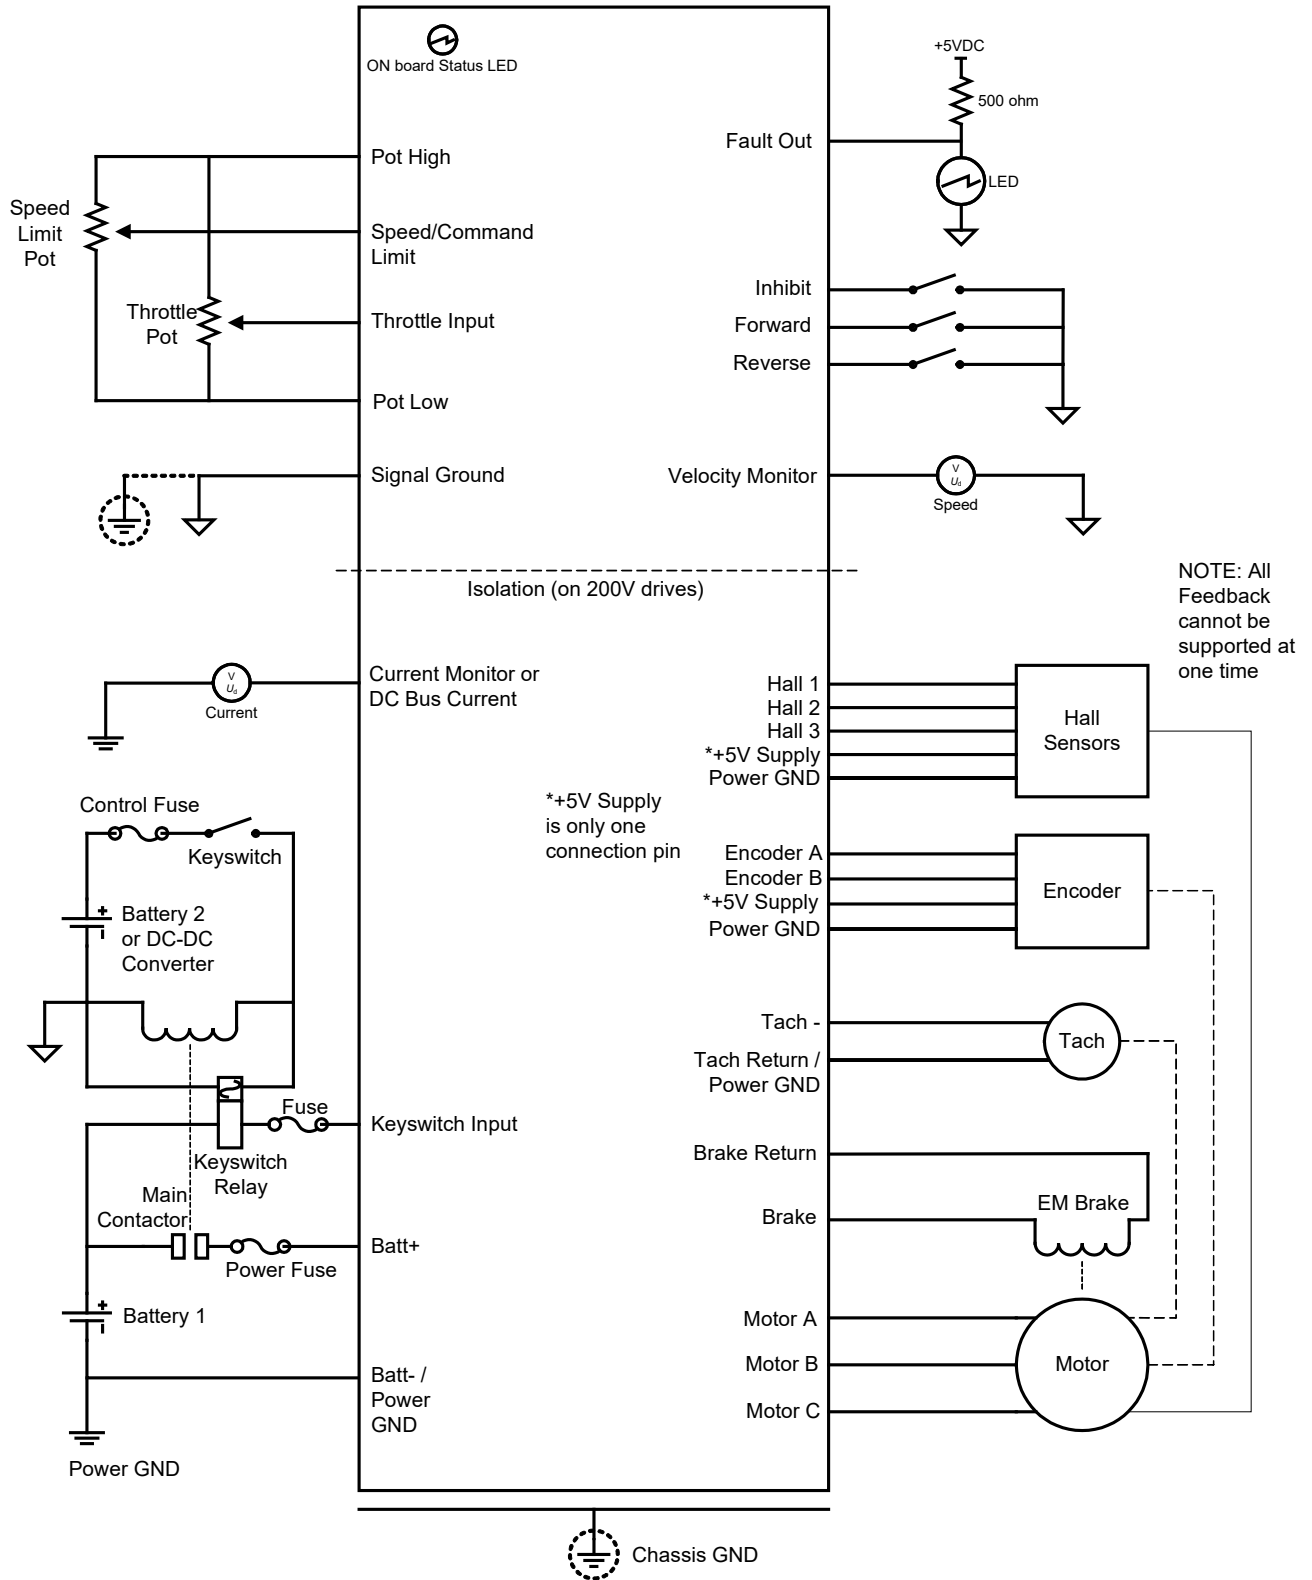 ON board Status LED
+5VDC
500 ohm
Fault Out
LED
Pot High
Speed
Limit
Pot
Speed/Command
Limit
Throttle
Pot
Throttle Input
Inhibit
Forward
Reverse
Pot Low
Signal Ground
Velocity Monitor
V
Ud
Speed
Isolation (on 200V drives)
NOTE: All
Feedback
cannot be
supported at
one time
Current Monitor or
DC Bus Current
V
Ud
Current
Hall 1
Hall 2
Hall 3
*+5V Supply
Power GND
Hall
Sensors
*+5V Supply
is only one
connection pin
Control Fuse
Keyswitch
Encoder A
Encoder B
*+5V Supply
Power GND
Encoder
+
Battery 2
or DC-DC
Converter
Tach -
Tach Return /
Power GND
Tach
Fuse
Keyswitch Input
Keyswitch
Relay
Brake Return
Main
Contactor
Brake
EM Brake
Batt+
Power Fuse
+
Battery 1
Motor A
Motor B
Motor C
Motor
Batt- /
Power
GND
Power GND
Chassis GND